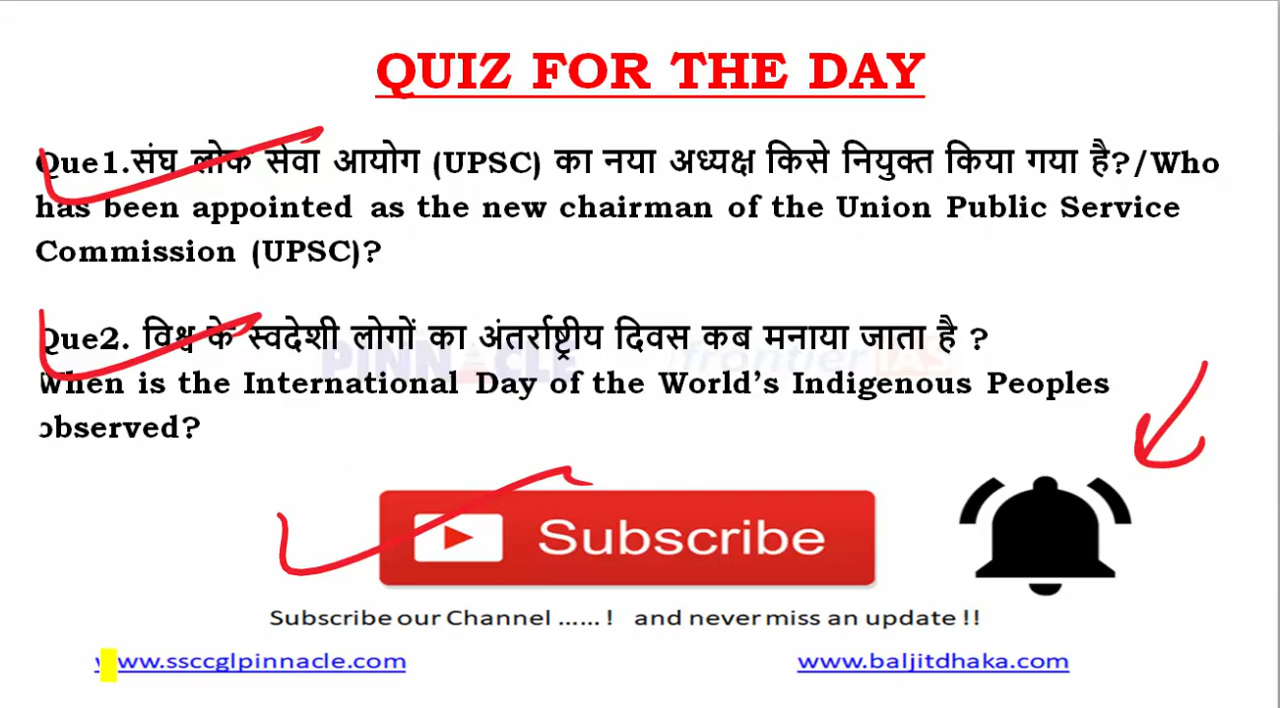 QUIZ FOR THE DAY
Que1.संघ लोक सेवा आयोग (UPSC) का नया अध्यक्ष किसे नियुक्त किया गया है?/Who
has been appointed as the new chairman of the Union Public Service
Commission (UPSC)?
Que2. विश्व के स्वदेशी लोगों का अंतर्राष्ट्रीय दिवस कब मनाया जाता है ?
PINNACLE frontier IAS
When is the International Day of the World's Indigenous Peoples
observed?
Subscribe
Subscribe our Channel ...... ! and never miss an update !!
www.ssccglpinnacle.com www.baljitdhaka.com